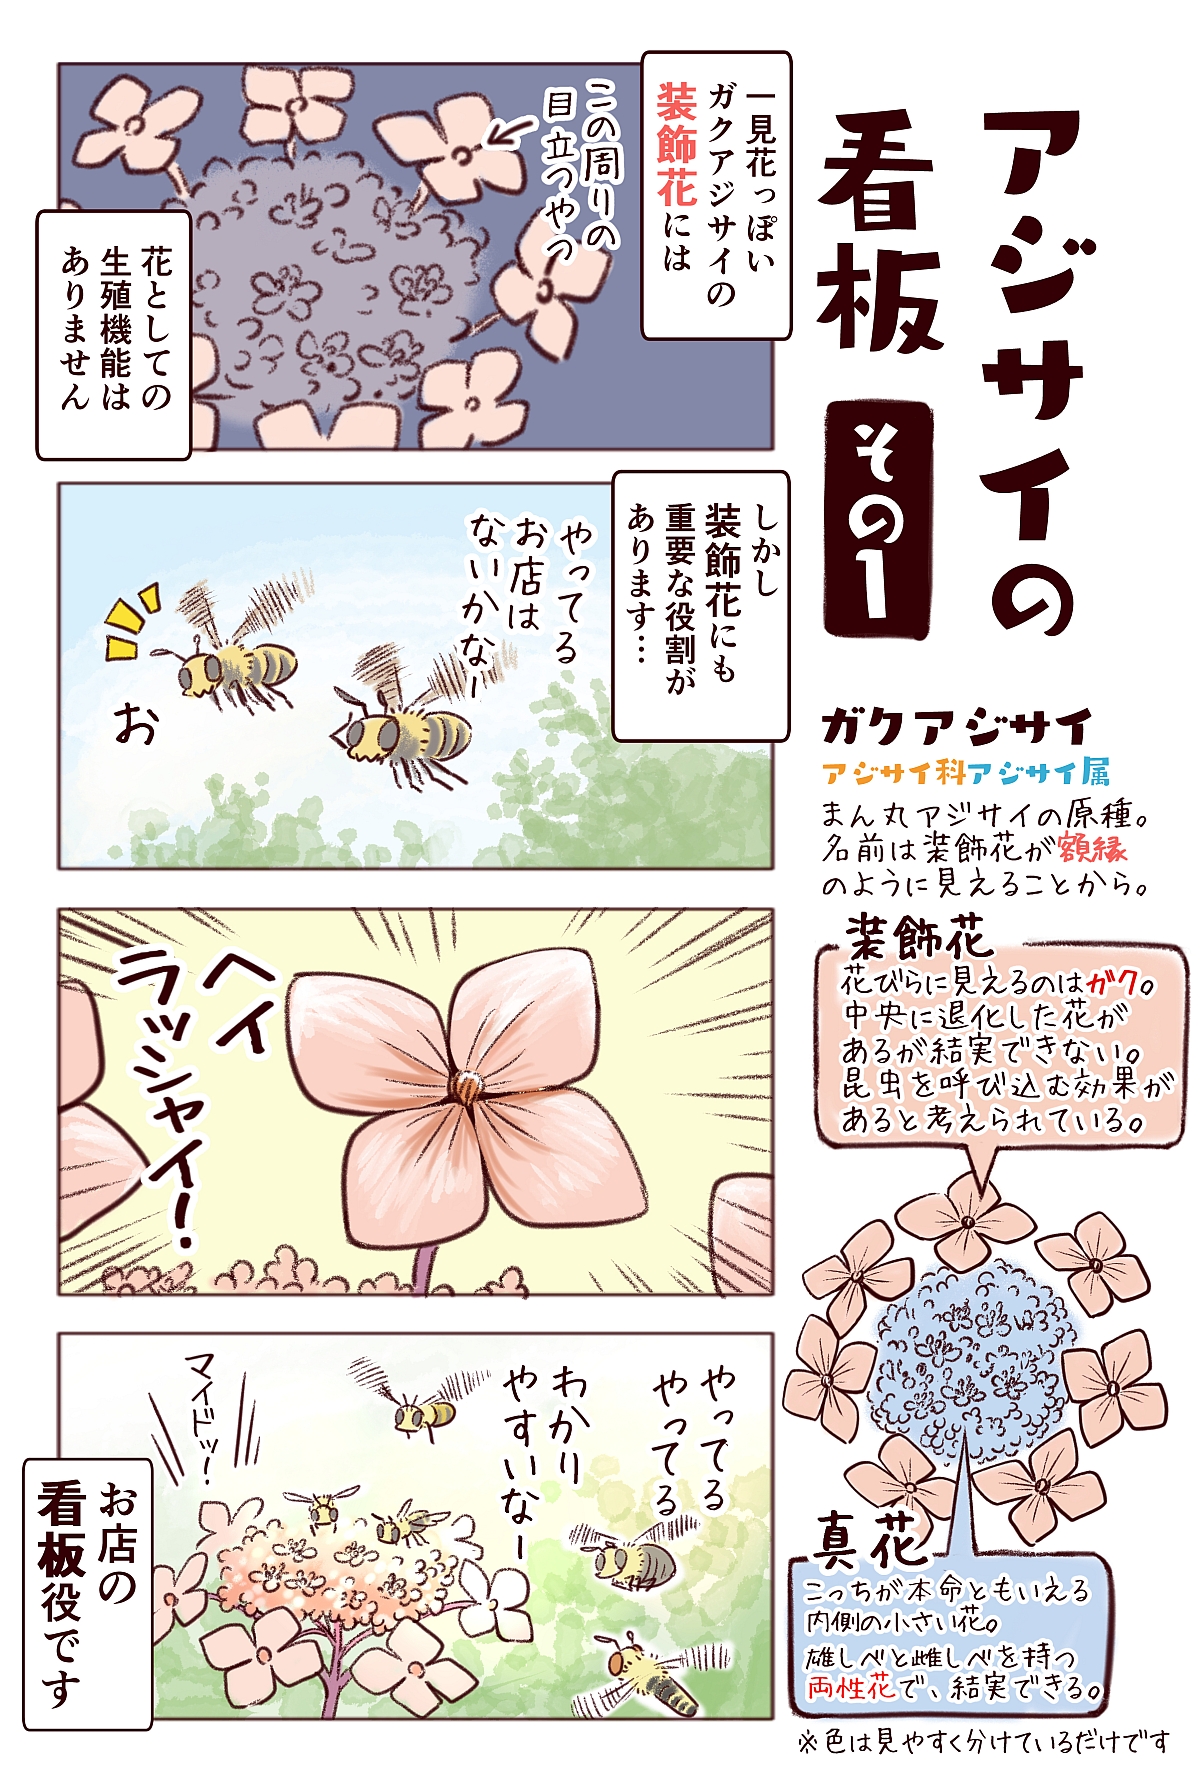 アジサイの
看板
その1
一見花っぽい
ガクアジサイの
装飾花には
この周りの
目立つやつ
花としての
生殖機能は
ありません
しかし
装飾花にも
重要な役割が
あります…
やってる
お店は
ないかなー
お
ヘイ
ラッシャイ!
やってる
やってる
わかり
やすいなー
マイドッ!
お店の
看板役です
ガクアジサイ
アジサイ科アジサイ属
まん丸アジサイの原種。
名前は装飾花が額縁
のように見えることから。
装飾花
花びらに見えるのはガク。
中央に退化した花が
あるが結実できない。
昆虫を呼び込む効果が
あると考えられている。
真花
こっちが本命ともいえる
内側の小さい花。
雄しべと雌しべを持つ
両性花で、結実できる。
※色は見やすく分けているだけです